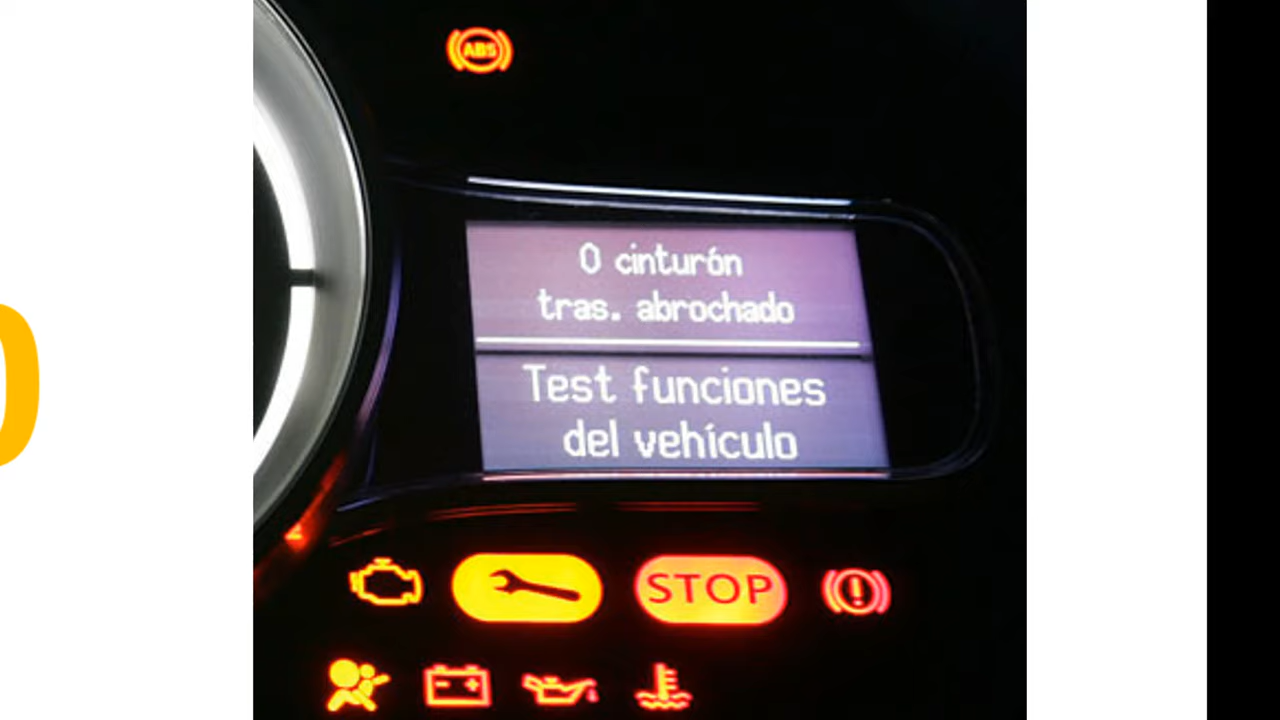 ABS
0 cinturón
tras. abrochado
Test funciones
del vehículo
STOP